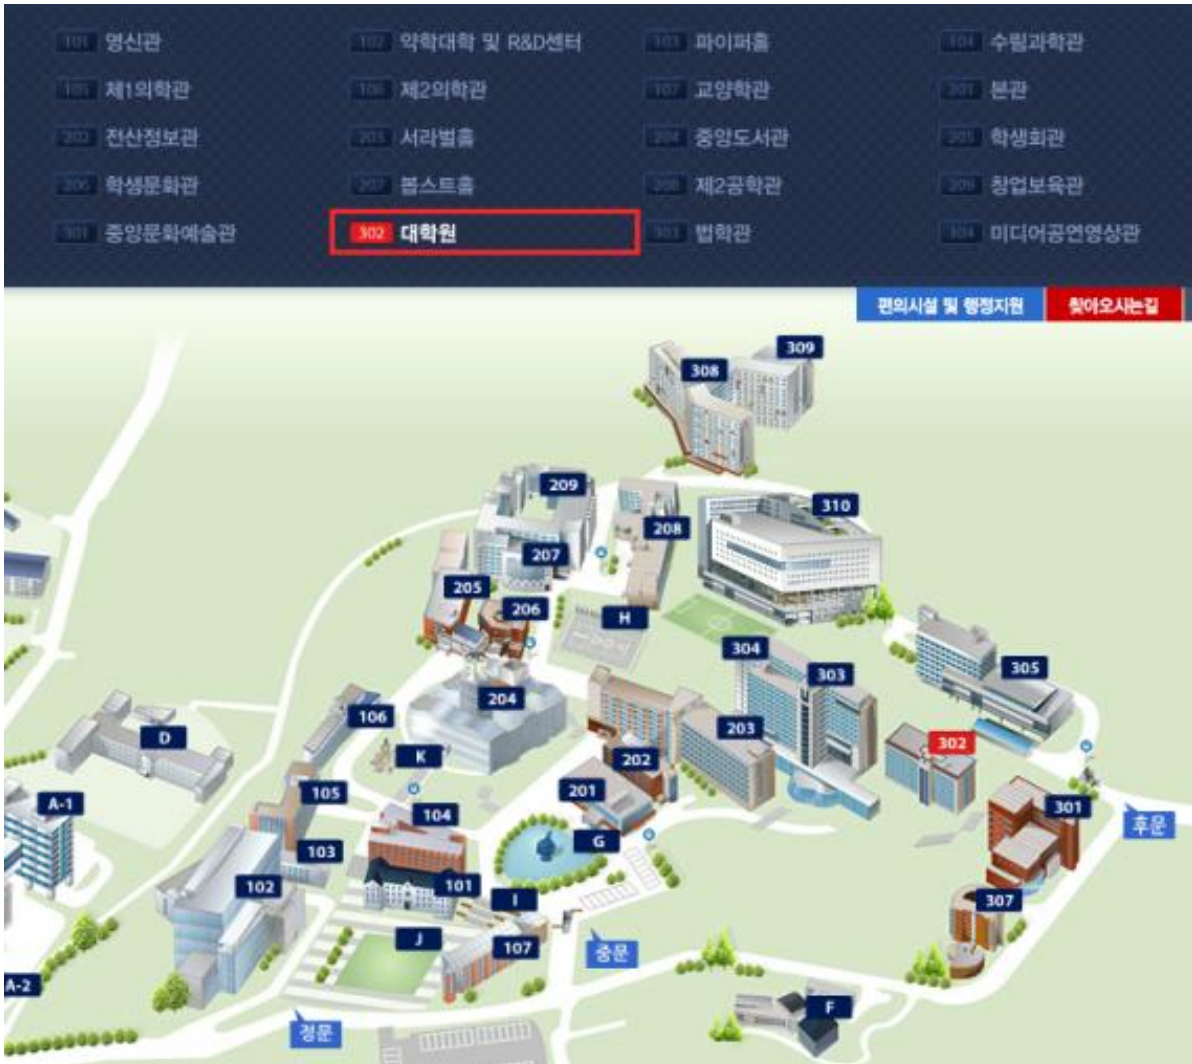 101 영신관
102 약학대학 및 R&D센터
103 파이퍼홀
104 수림과학관
105 제1의학관
106 제2의학관
107 교양학관
201 본관
202 전산정보관
203 서라벌홀
204 중앙도서관
205 학생회관
206 학생문화관
207 봅스트홀
208 제2공학관
209 창업보육관
301 중앙문화예술관
302 대학원
303 법학관
304 미디어공연영상관
편의시설 및 행정지원
찾아오시는길
309
308
209
310
208
207
205
206
H
304
305
303
204
106
203
D
302
K
202
105
201
A-1
301
104
후문
G
103
102
101
I
307
J
107
중문
A-2
F
정문